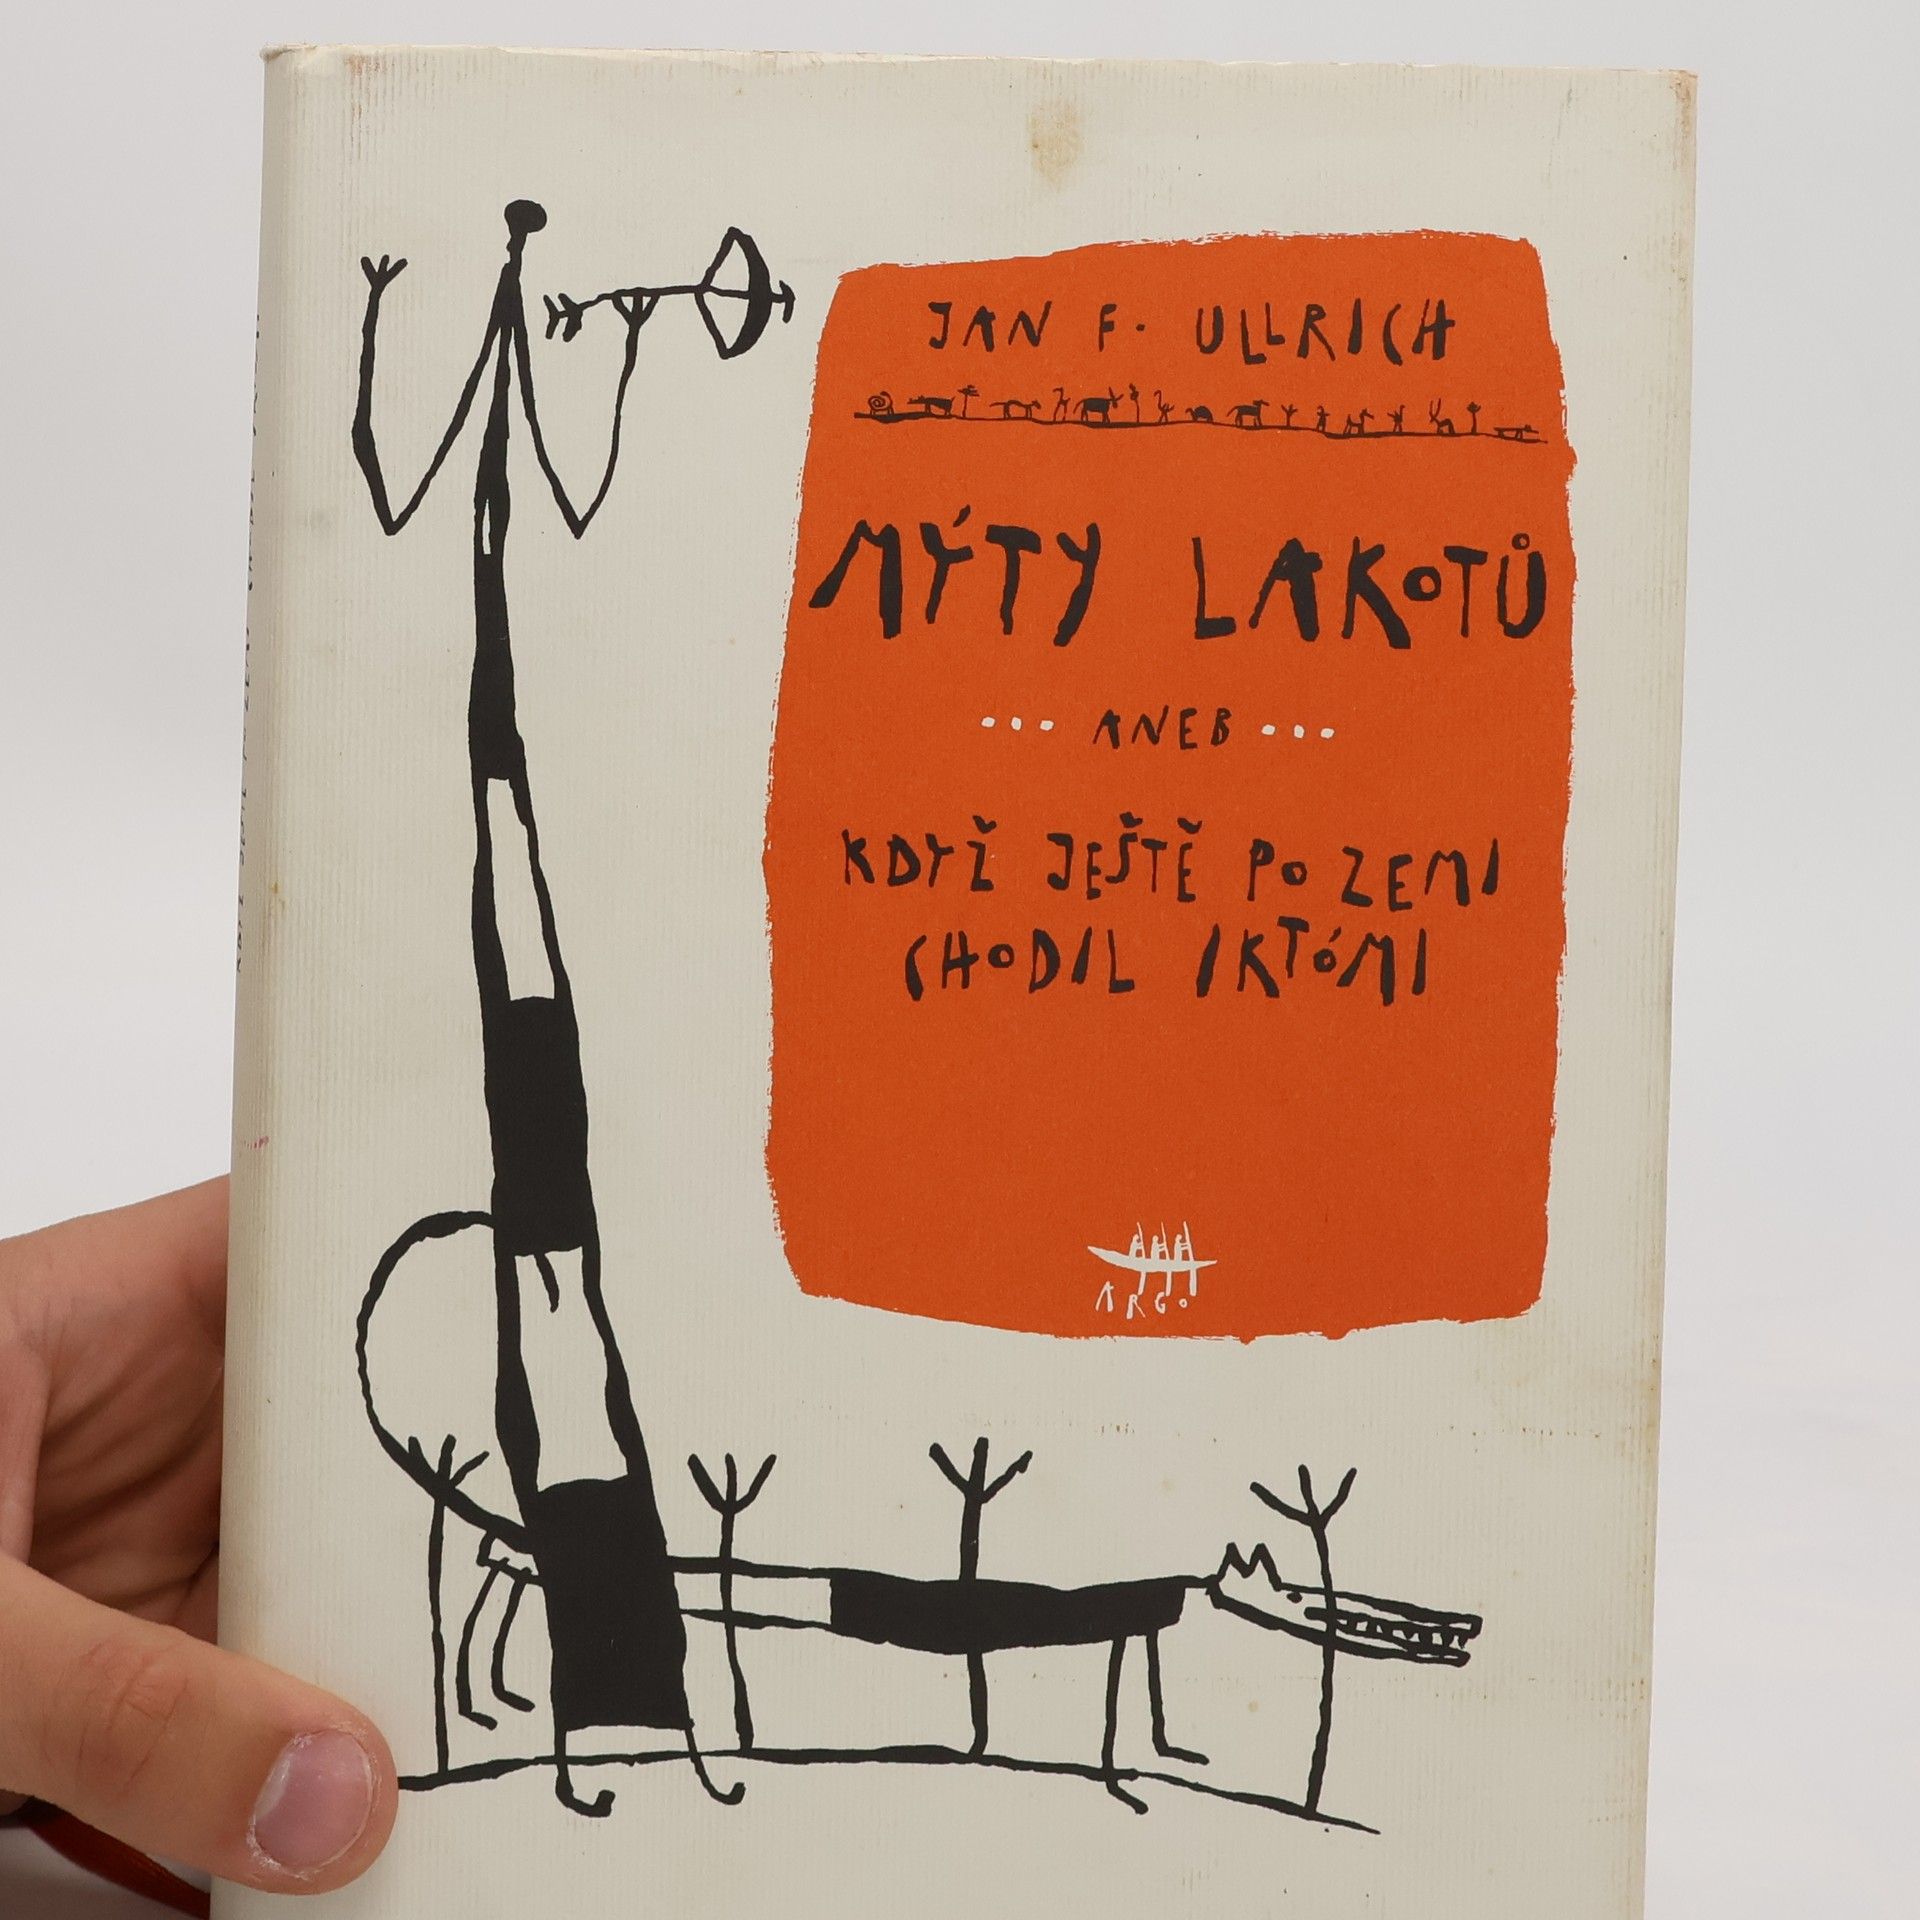 JAN F. ULLRICH
MÝTY LAKOTŮ
... ANEB ...
KDYŽ JEŠTĚ PO ZEMI
CHODIL IKTÓMI
ARGO